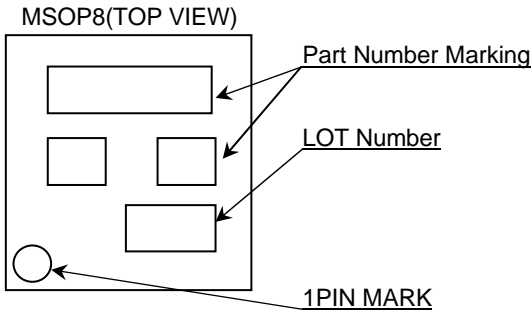 MSOP8(TOP VIEW)
Part Number Marking
LOT Number
1PIN MARK